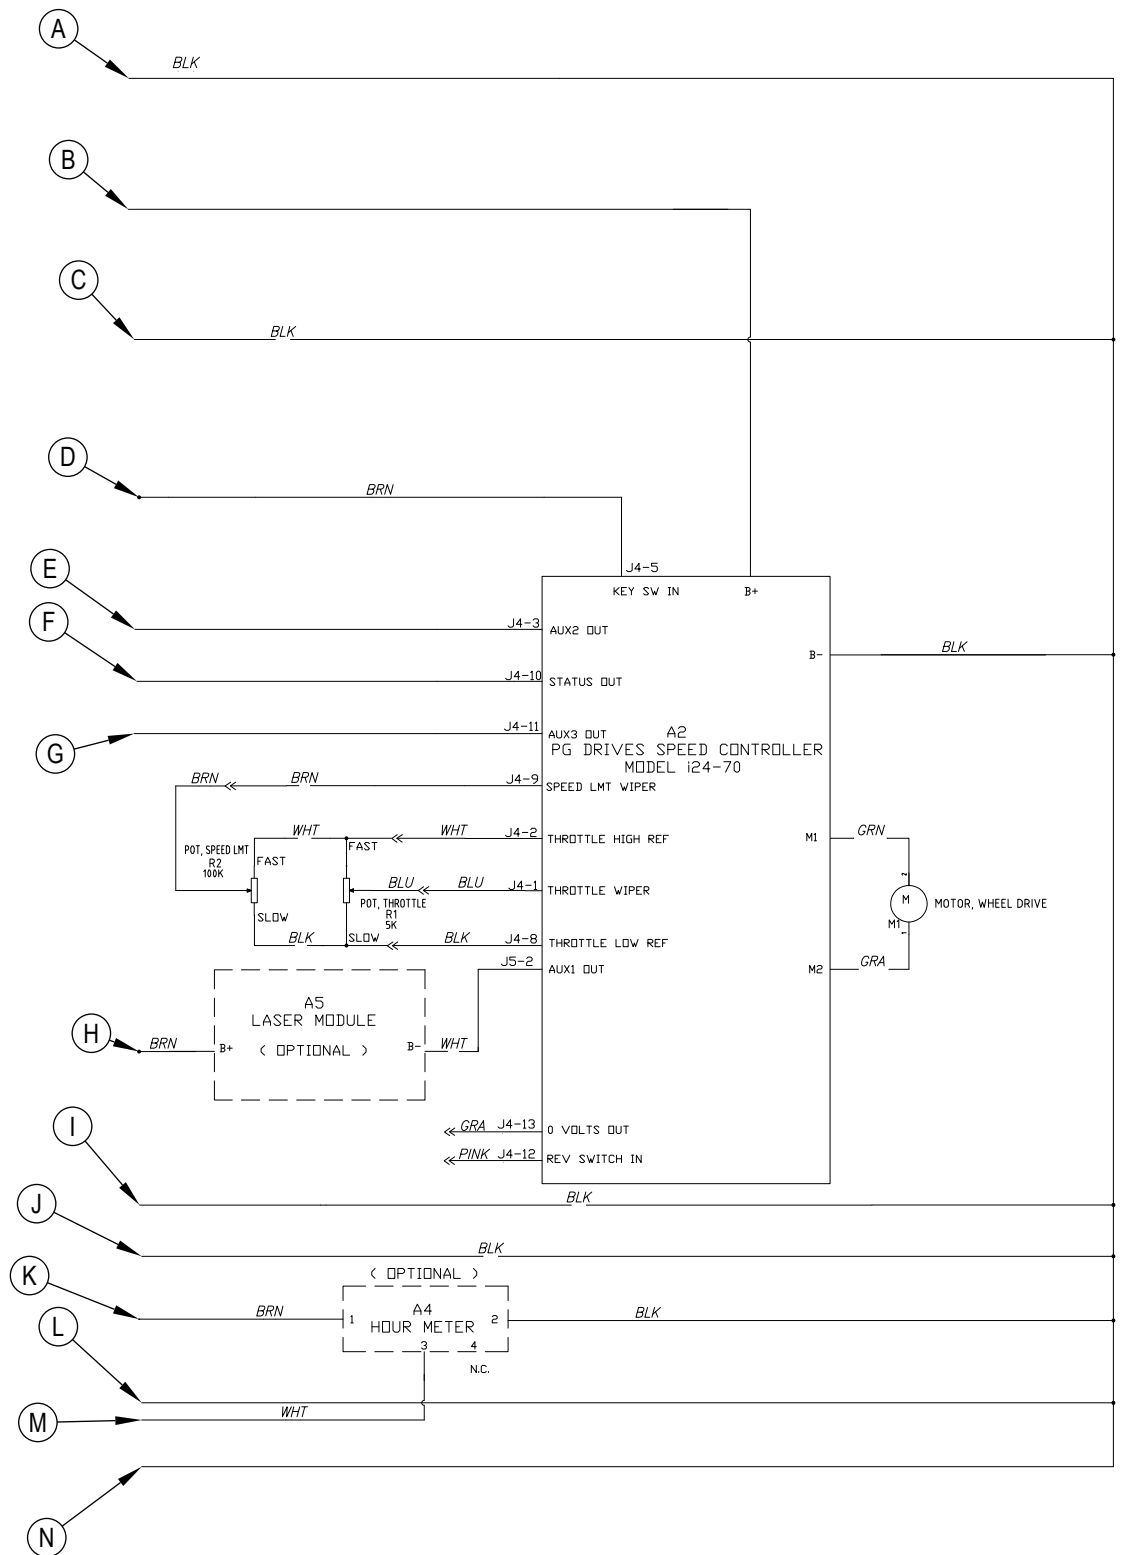 A
BLK
B
C
BLK
D
BRN
J4-5
KEY SW IN
B+
E
J4-3
AUX2 OUT
F
B-
BLK
J4-10
STATUS OUT
G
J4-11
AUX3 OUT
A2
PG DRIVES SPEED CONTROLLER
MODEL i24-70
BRN
BRN
J4-9
SPEED LMT WIPER
WHT
WHT
J4-2
THROTTLE HIGH REF
M1
GRN
POT, SPEED LMT
R2
100K
FAST
FAST
2
BLU
BLU
J4-1
THROTTLE WIPER
POT, THROTTLE
R1
5K
M
MOTOR, WHEEL DRIVE
M1
1
SLOW
SLOW
BLK
BLK
J4-8
THROTTLE LOW REF
J5-2
AUX1 OUT
M2
GRA
A5
LASER MODULE
( OPTIONAL )
H
BRN
B+
B-
WHT
I
GRA
J4-13
0 VOLTS OUT
PINK
J4-12
REV SWITCH IN
BLK
J
BLK
K
( OPTIONAL )
BRN
1
A4
HOUR METER
2
BLK
3
4
N.C.
L
M
WHT
N